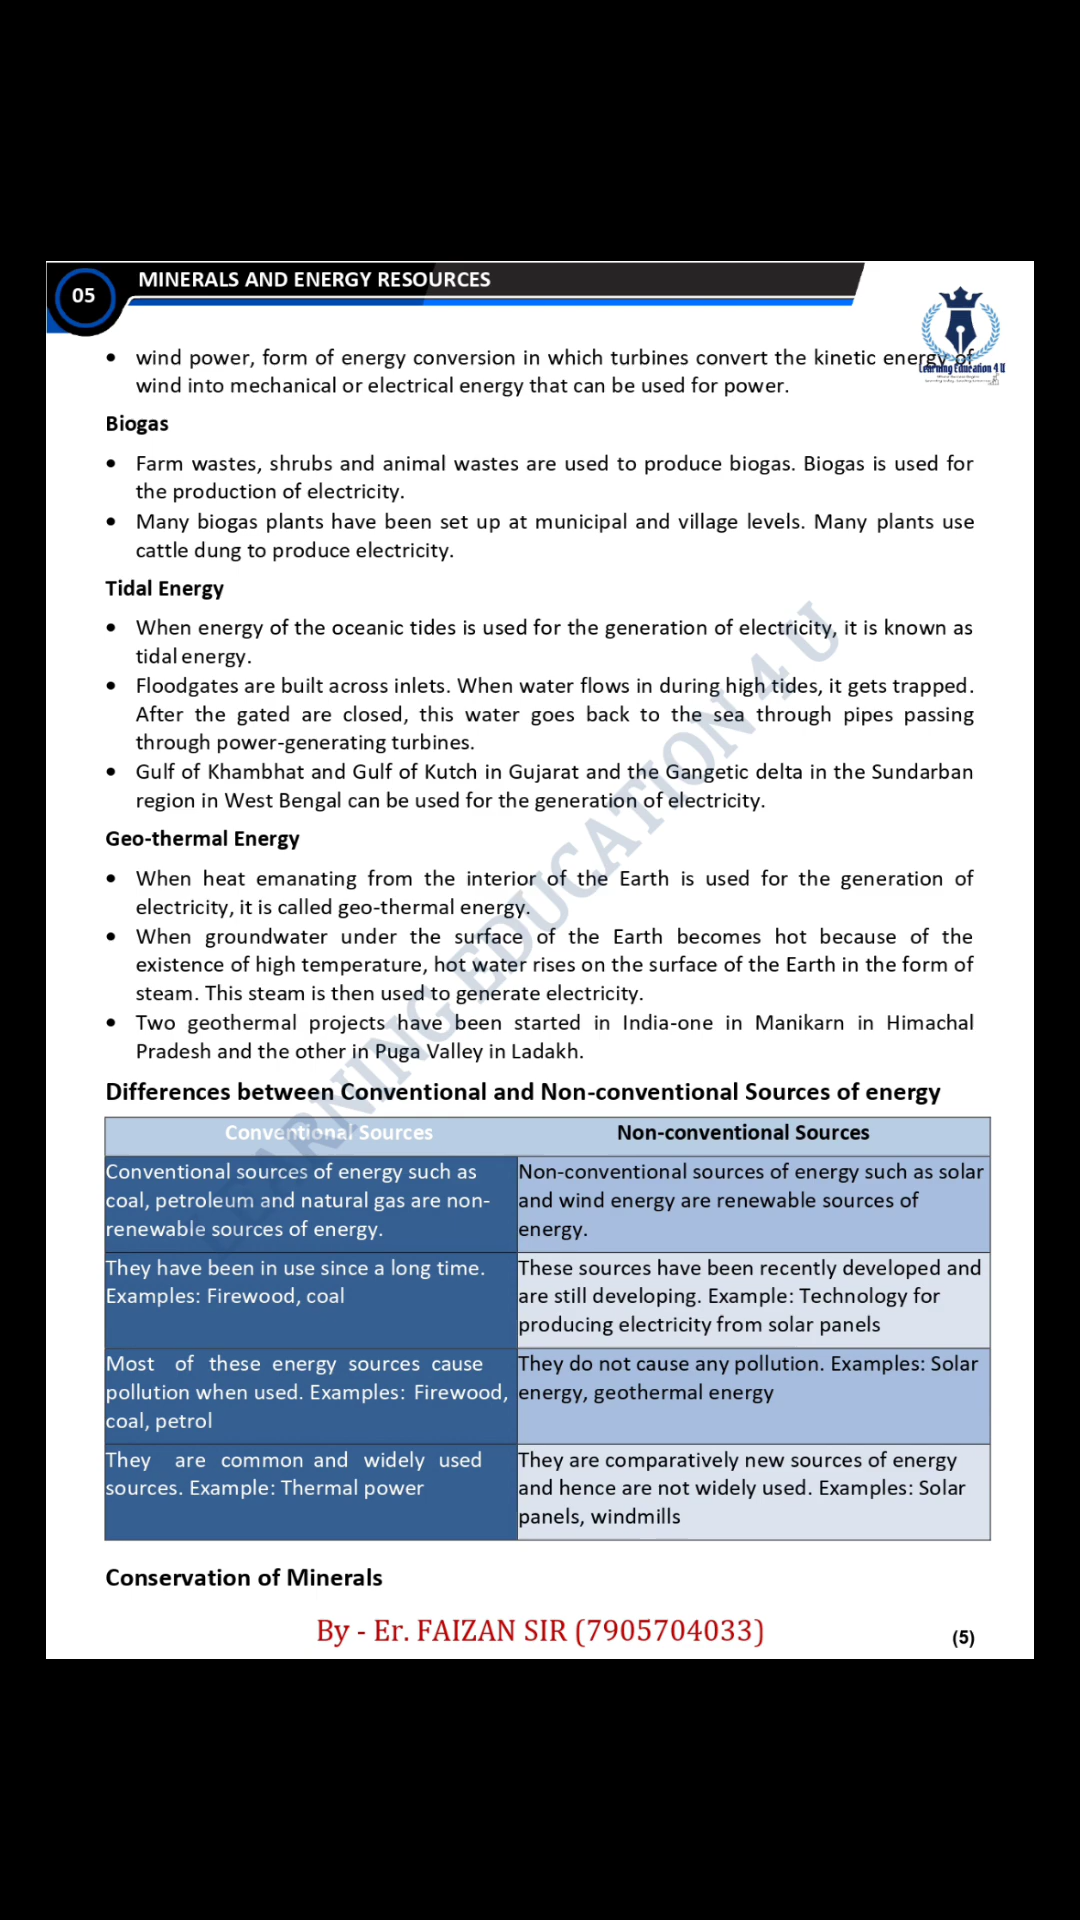 05
MINERALS AND ENERGY RESOURCES
Learning Education 4 U
• wind power, form of energy conversion in which turbines convert the kinetic energy of
wind into mechanical or electrical energy that can be used for power.
Biogas
• Farm wastes, shrubs and animal wastes are used to produce biogas. Biogas is used for
the production of electricity.
• Many biogas plants have been set up at municipal and village levels. Many plants use
cattle dung to produce electricity.
Tidal Energy
• When energy of the oceanic tides is used for the generation of electricity, it is known as
tidal energy.
• Floodgates are built across inlets. When water flows in during high tides, it gets trapped.
After the gated are closed, this water goes back to the sea through pipes passing
through power-generating turbines.
• Gulf of Khambhat and Gulf of Kutch in Gujarat and the Gangetic delta in the Sundarban
region in West Bengal can be used for the generation of electricity.
Geo-thermal Energy
• When heat emanating from the interior of the Earth is used for the generation of
electricity, it is called geo-thermal energy.
• When groundwater under the surface of the Earth becomes hot because of the
existence of high temperature, hot water rises on the surface of the Earth in the form of
steam. This steam is then used to generate electricity.
• Two geothermal projects have been started in India-one in Manikarn in Himachal
Pradesh and the other in Puga Valley in Ladakh.
Differences between Conventional and Non-conventional Sources of energy
Conventional Sources
Non-conventional Sources
Conventional sources of energy such as
coal, petroleum and natural gas are non-
renewable sources of energy.
Non-conventional sources of energy such as solar
and wind energy are renewable sources of
energy.
They have been in use since a long time.
Examples: Firewood, coal
These sources have been recently developed and
are still developing. Example: Technology for
producing electricity from solar panels
Most of these energy sources cause
pollution when used. Examples: Firewood,
coal, petrol
They do not cause any pollution. Examples: Solar
energy, geothermal energy
They are common and widely used
sources. Example: Thermal power
They are comparatively new sources of energy
and hence are not widely used. Examples: Solar
panels, windmills
Conservation of Minerals
LEARNING EDUCATION 4 U
By - Er. FAIZAN SIR (7905704033)
(5)